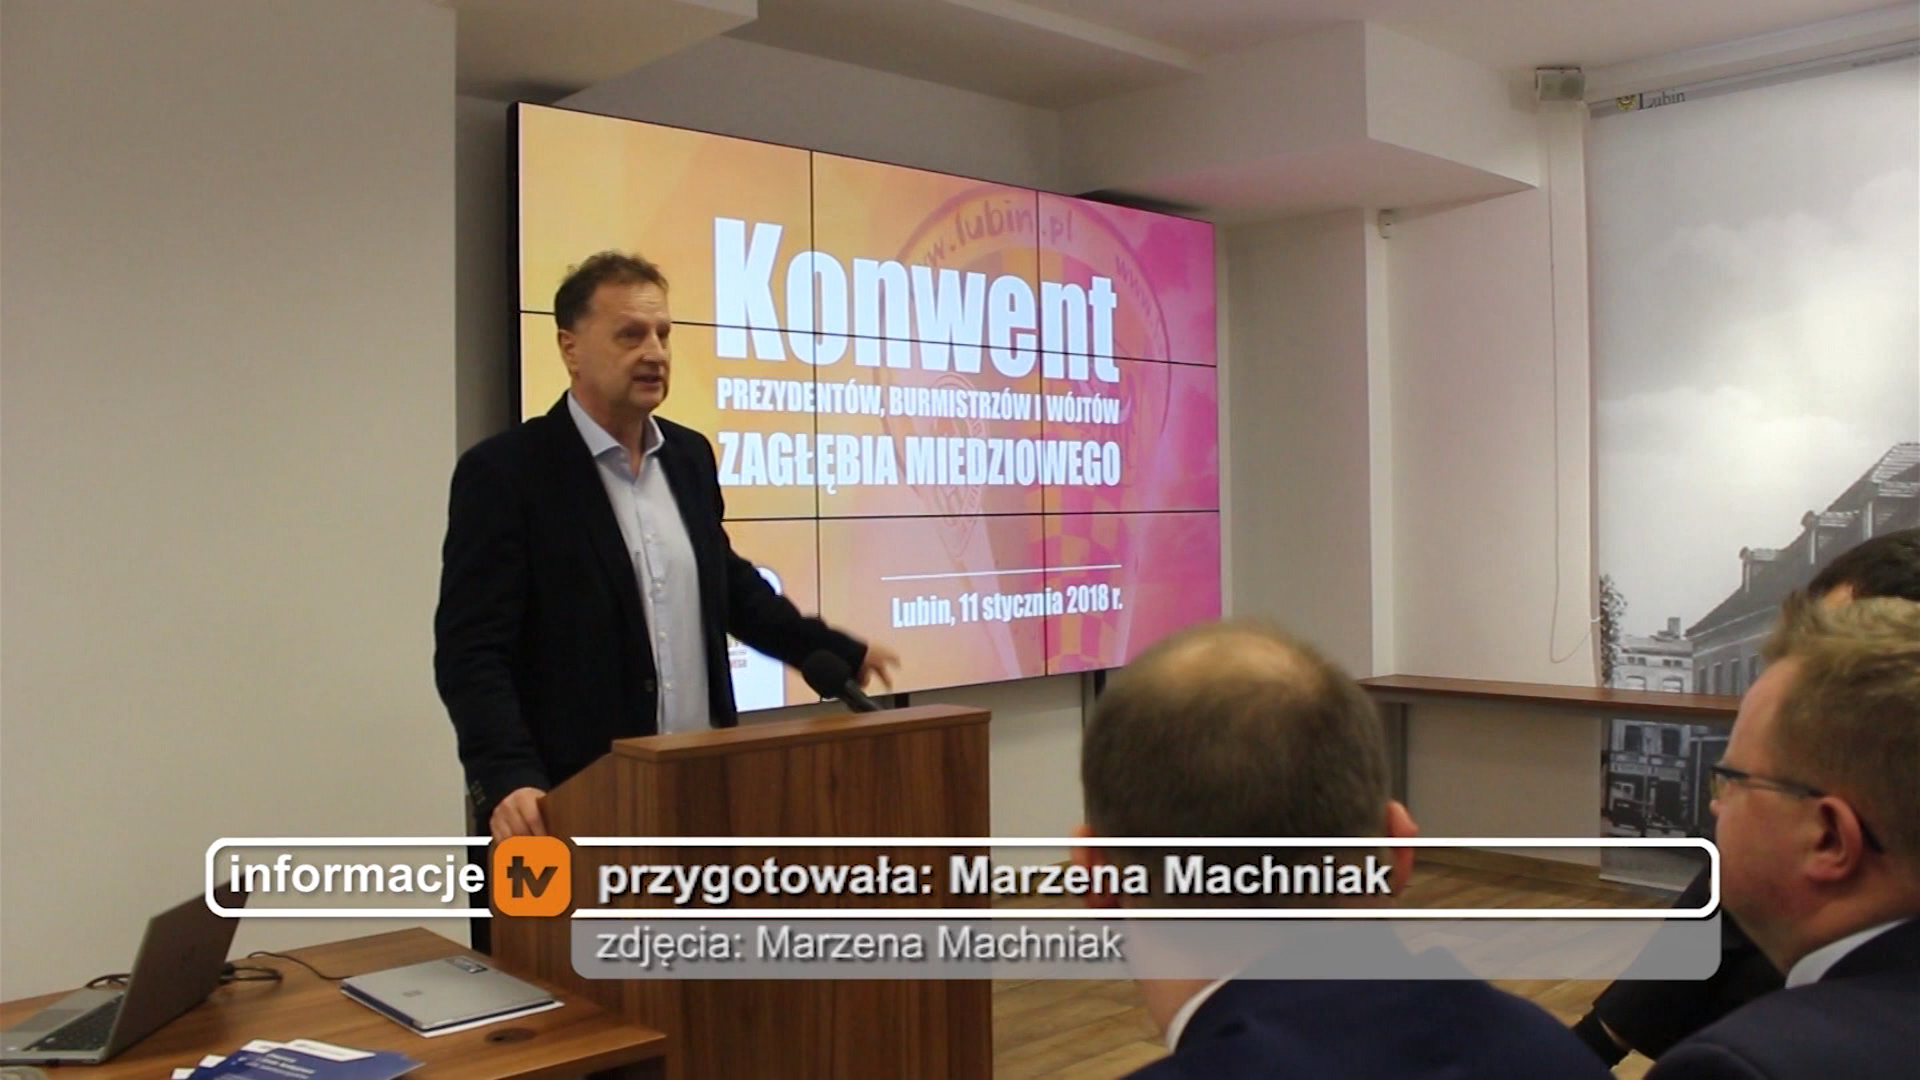 Lubin
www.lubin.pl
Konwent
PREZYDENTÓW, BURMISTRZÓW I WÓJTÓW
ZAGŁĘBIA MIEDZIOWEGO
Lubin, 11 stycznia 2018 r.
informacje tv
przygotowała: Marzena Machniak
zdjęcia: Marzena Machniak